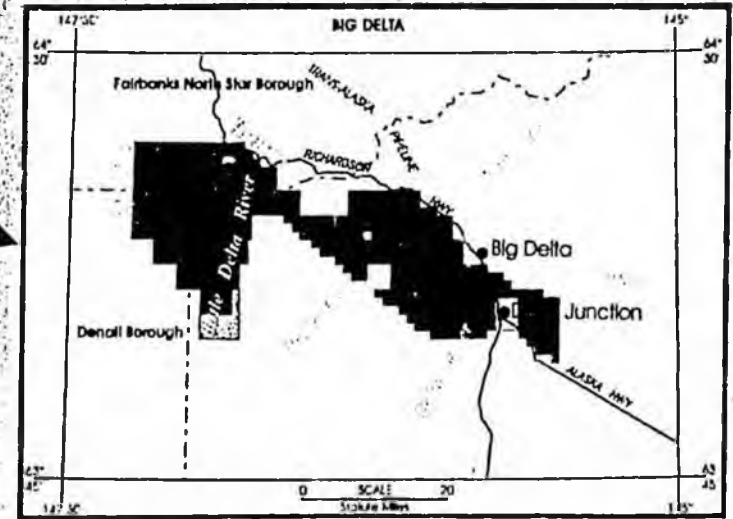 147°30'
BIG DELTA
145°
64°
30'
64°
30'
Fairbanks North Star Borough
TRANS-ALASKA
PIPELINE
RICHARDSON
HWY
Delta River
Big Delta
D
Junction
Denali Borough
ALASKA HWY
63°
45'
63
45'
0 SCALE 20
Statute Miles
147°30'
145°